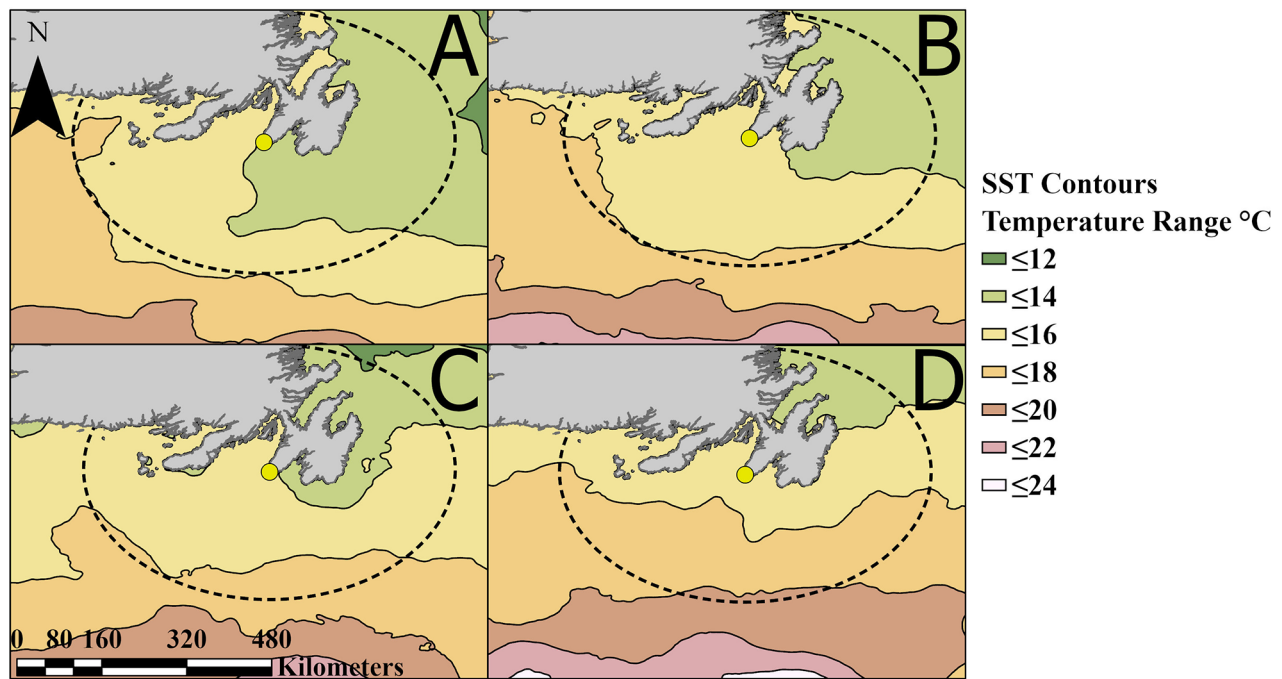 N
A
B
SST Contours
Temperature Range °C
≤12
≤14
≤16
≤18
≤20
≤22
≤24
C
D
0 80 160 320 480
Kilometers